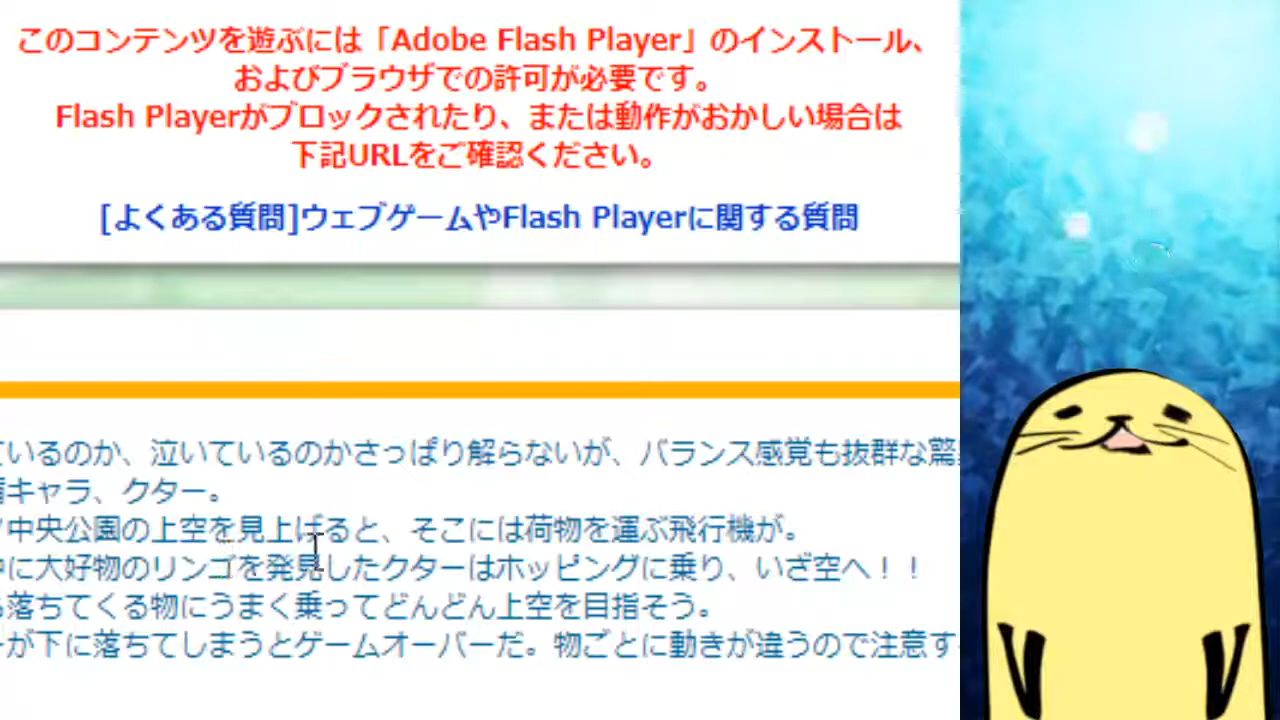 このコンテンツを遊ぶには「Adobe Flash Player」のインストール、
およびブラウザでの許可が必要です。
Flash Playerがブロックされたり、または動作がおかしい場合は
下記URLをご確認ください。
[よくある質問]ウェブゲームやFlash Playerに関する質問
ているのか、泣いているのかさっぱり解らないが、バランス感覚も抜群な驚
キャラ、クター。
中央公園の上空を見上げると、そこには荷物を運ぶ飛行機が。
に大好物のリンゴを発見したクターはホッピングに乗り、いざ空へ！！
落ちてくる物にうまく乗ってどんどん上空を目指そう。
が下に落ちてしまうとゲームオーバーだ。物ごとに動きが違うので注意す